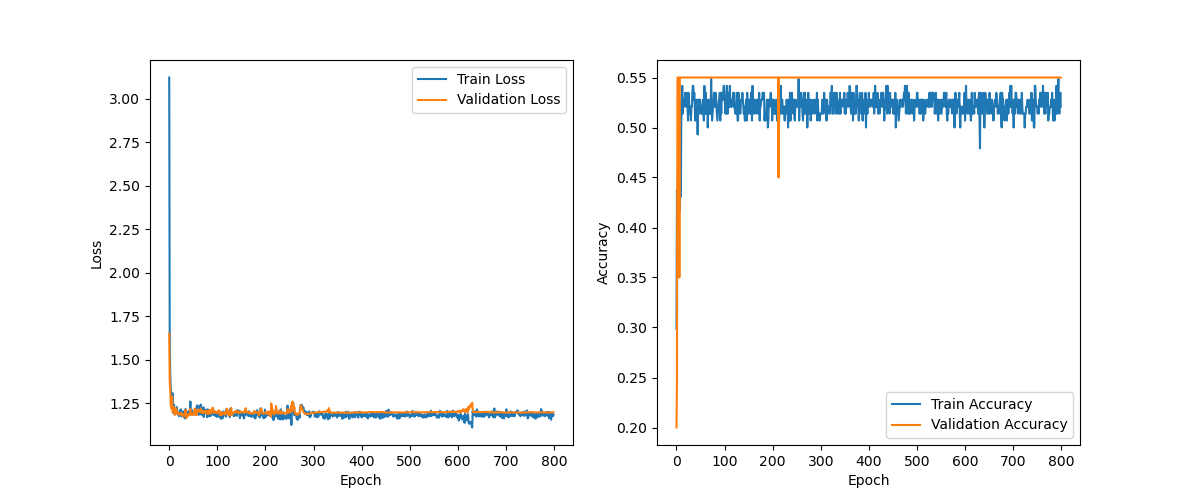 3.00
2.75
2.50
2.25
2.00
1.75
1.50
1.25
Loss
0 100 200 300 400 500 600 700 800
Epoch
Train Loss
Validation Loss
0.55
0.50
0.45
0.40
0.35
0.30
0.25
0.20
Accuracy
0 100 200 300 400 500 600 700 800
Epoch
Train Accuracy
Validation Accuracy